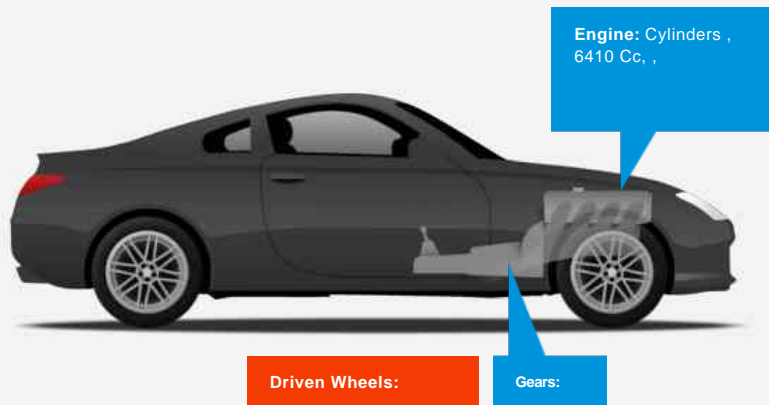 Engine: Cylinders ,
6410 Cc, ,
Driven Wheels:
Gears: